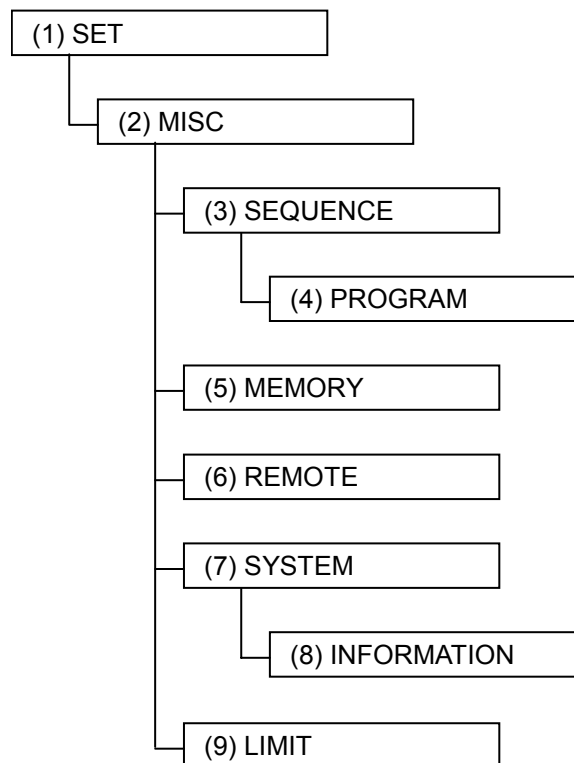 (1) SET
(2) MISC
(3) SEQUENCE
(4) PROGRAM
(5) MEMORY
(6) REMOTE
(7) SYSTEM
(8) INFORMATION
(9) LIMIT